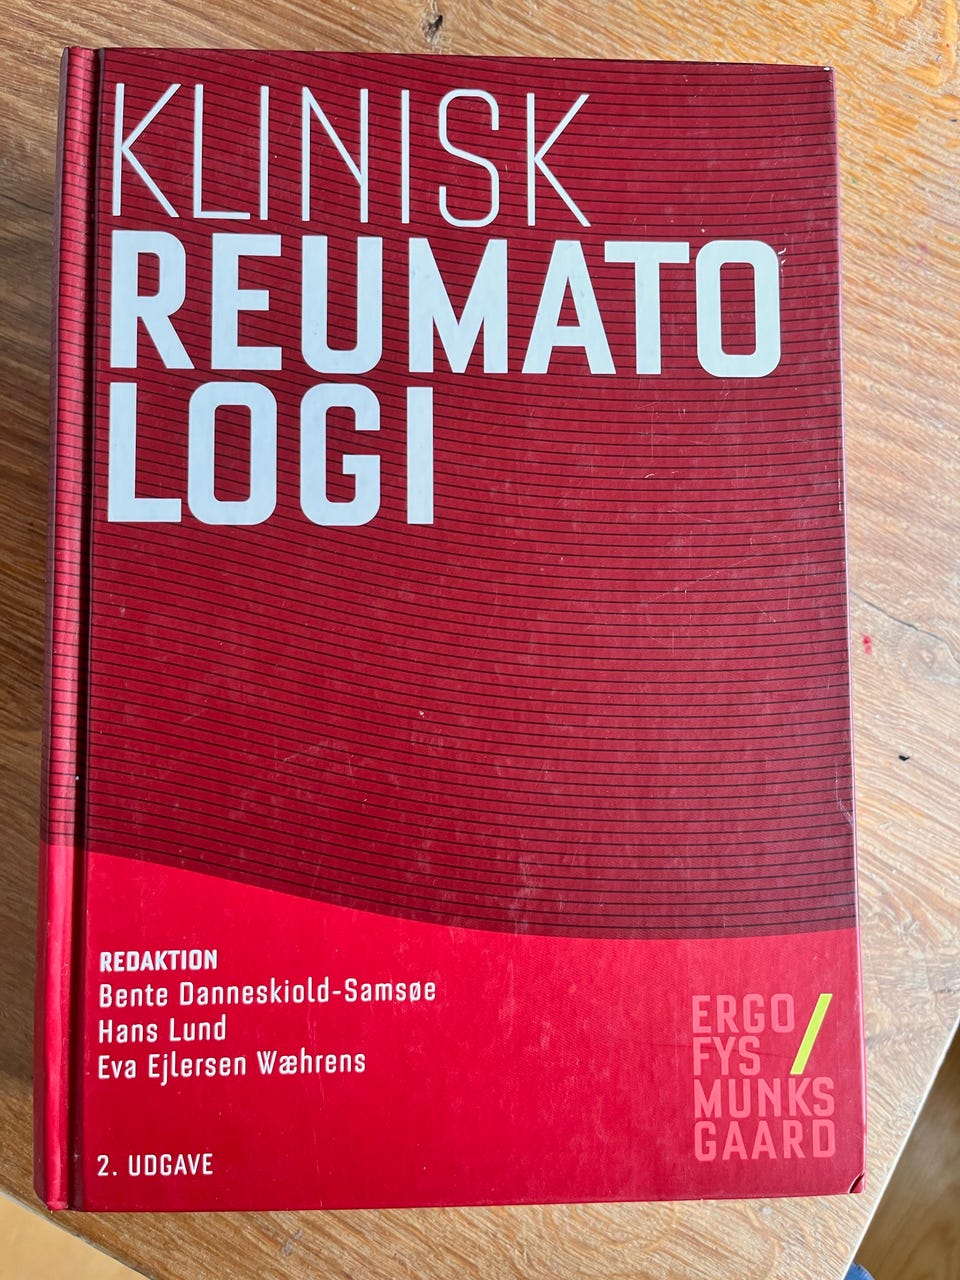 KLINISK
REUMATO
LOGI
REDAKTION
Bente Danneskiold-Samsøe
Hans Lund
Eva Ejlersen Wæhrens
2. UDGAVE
ERGO/
FYS
MUNKS
GAARD